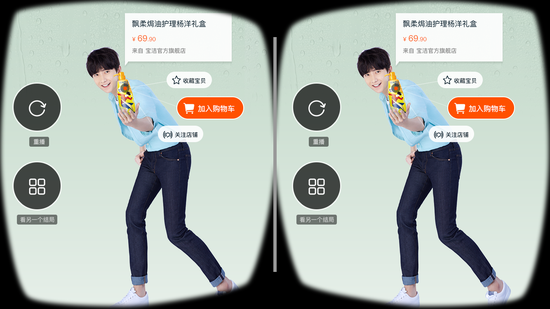 飘柔焗油护理杨洋礼盒
¥ 69.90
来自 宝洁官方旗舰店
收藏宝贝
加入购物车
关注店铺
重播
看另一个结局
飘柔焗油护理杨洋礼盒
¥ 69.90
来自 宝洁官方旗舰店
收藏宝贝
加入购物车
关注店铺
重播
看另一个结局